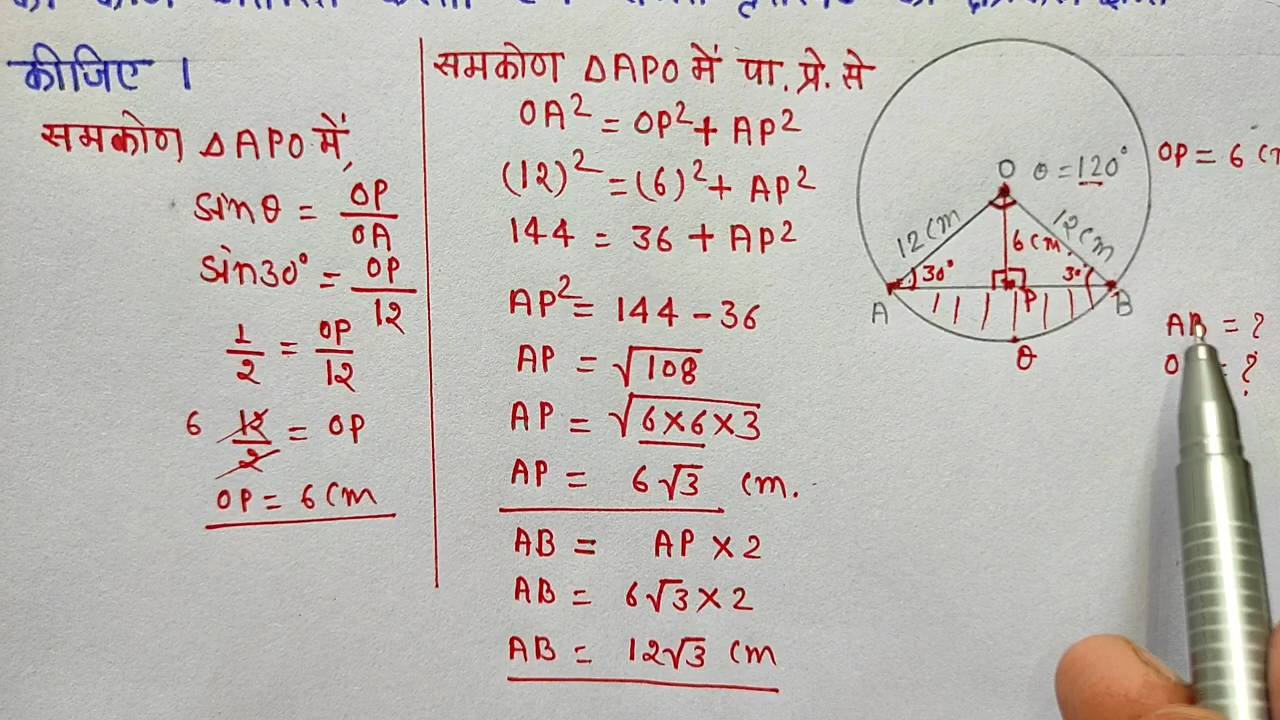 कीजिए ।
समकोण ΔAPO में,
sinθ = OP/OA
sin30° = OP/12
1/2 = OP/12
6 12/2 = OP
OP = 6 cm
समकोण ΔAPO में पा. प्रे. से
OA² = OP² + AP²
(12)² = (6)² + AP²
144 = 36 + AP²
AP² = 144 - 36
AP = √108
AP = √6×6×3
AP = 6√3 cm.
AB = AP × 2
AB = 6√3 × 2
AB = 12√3 cm
O θ = 120°
12 cm
12 cm
6 cm
30°
30°
A
P
B
θ
OP = 6
AB = ?
= ?